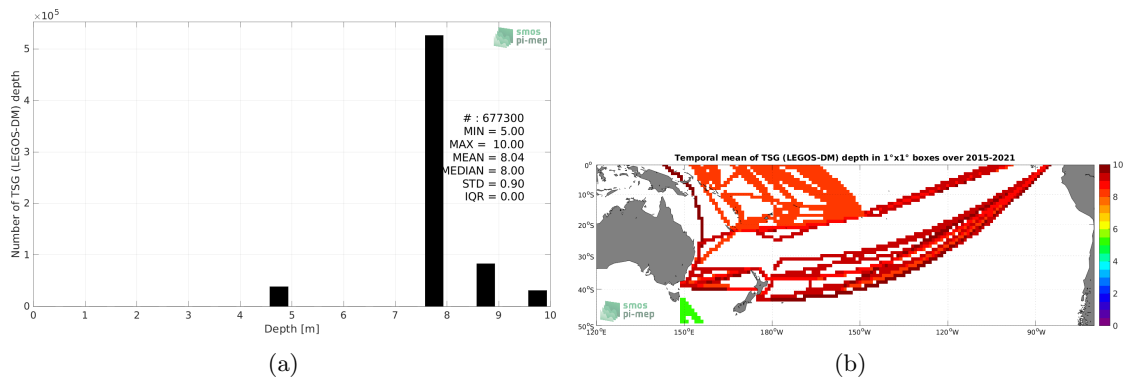 ×10⁵
5
4
3
2
1
0
Number of TSG (LEGOS-DM) depth
smos
pi-mep
# : 677300
MIN = 5.00
MAX = 10.00
MEAN = 8.04
MEDIAN = 8.00
STD = 0.90
IQR = 0.00
0 1 2 3 4 5 6 7 8 9 10
Depth [m]
(a)
Temporal mean of TSG (LEGOS-DM) depth in 1°x1° boxes over 2015-2021
0°
10°S
20°S
30°S
40°S
50°S
120°E 150°E 180°W 150°W 120°W 90°W
smos
pi-mep
10
8
6
4
2
0
(b)